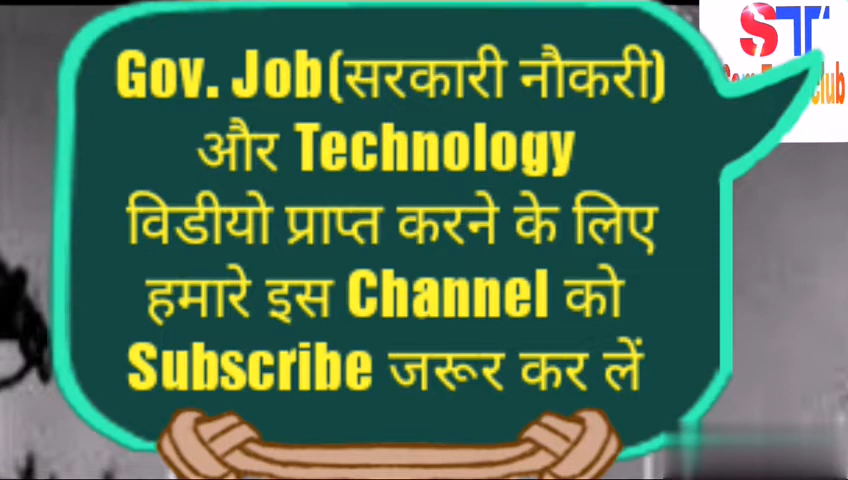 ST
Gov. Job(सरकारी नौकरी)
और Technology
विडीयो प्राप्त करने के लिए
हमारे इस Channel को
Subscribe जरूर कर लें